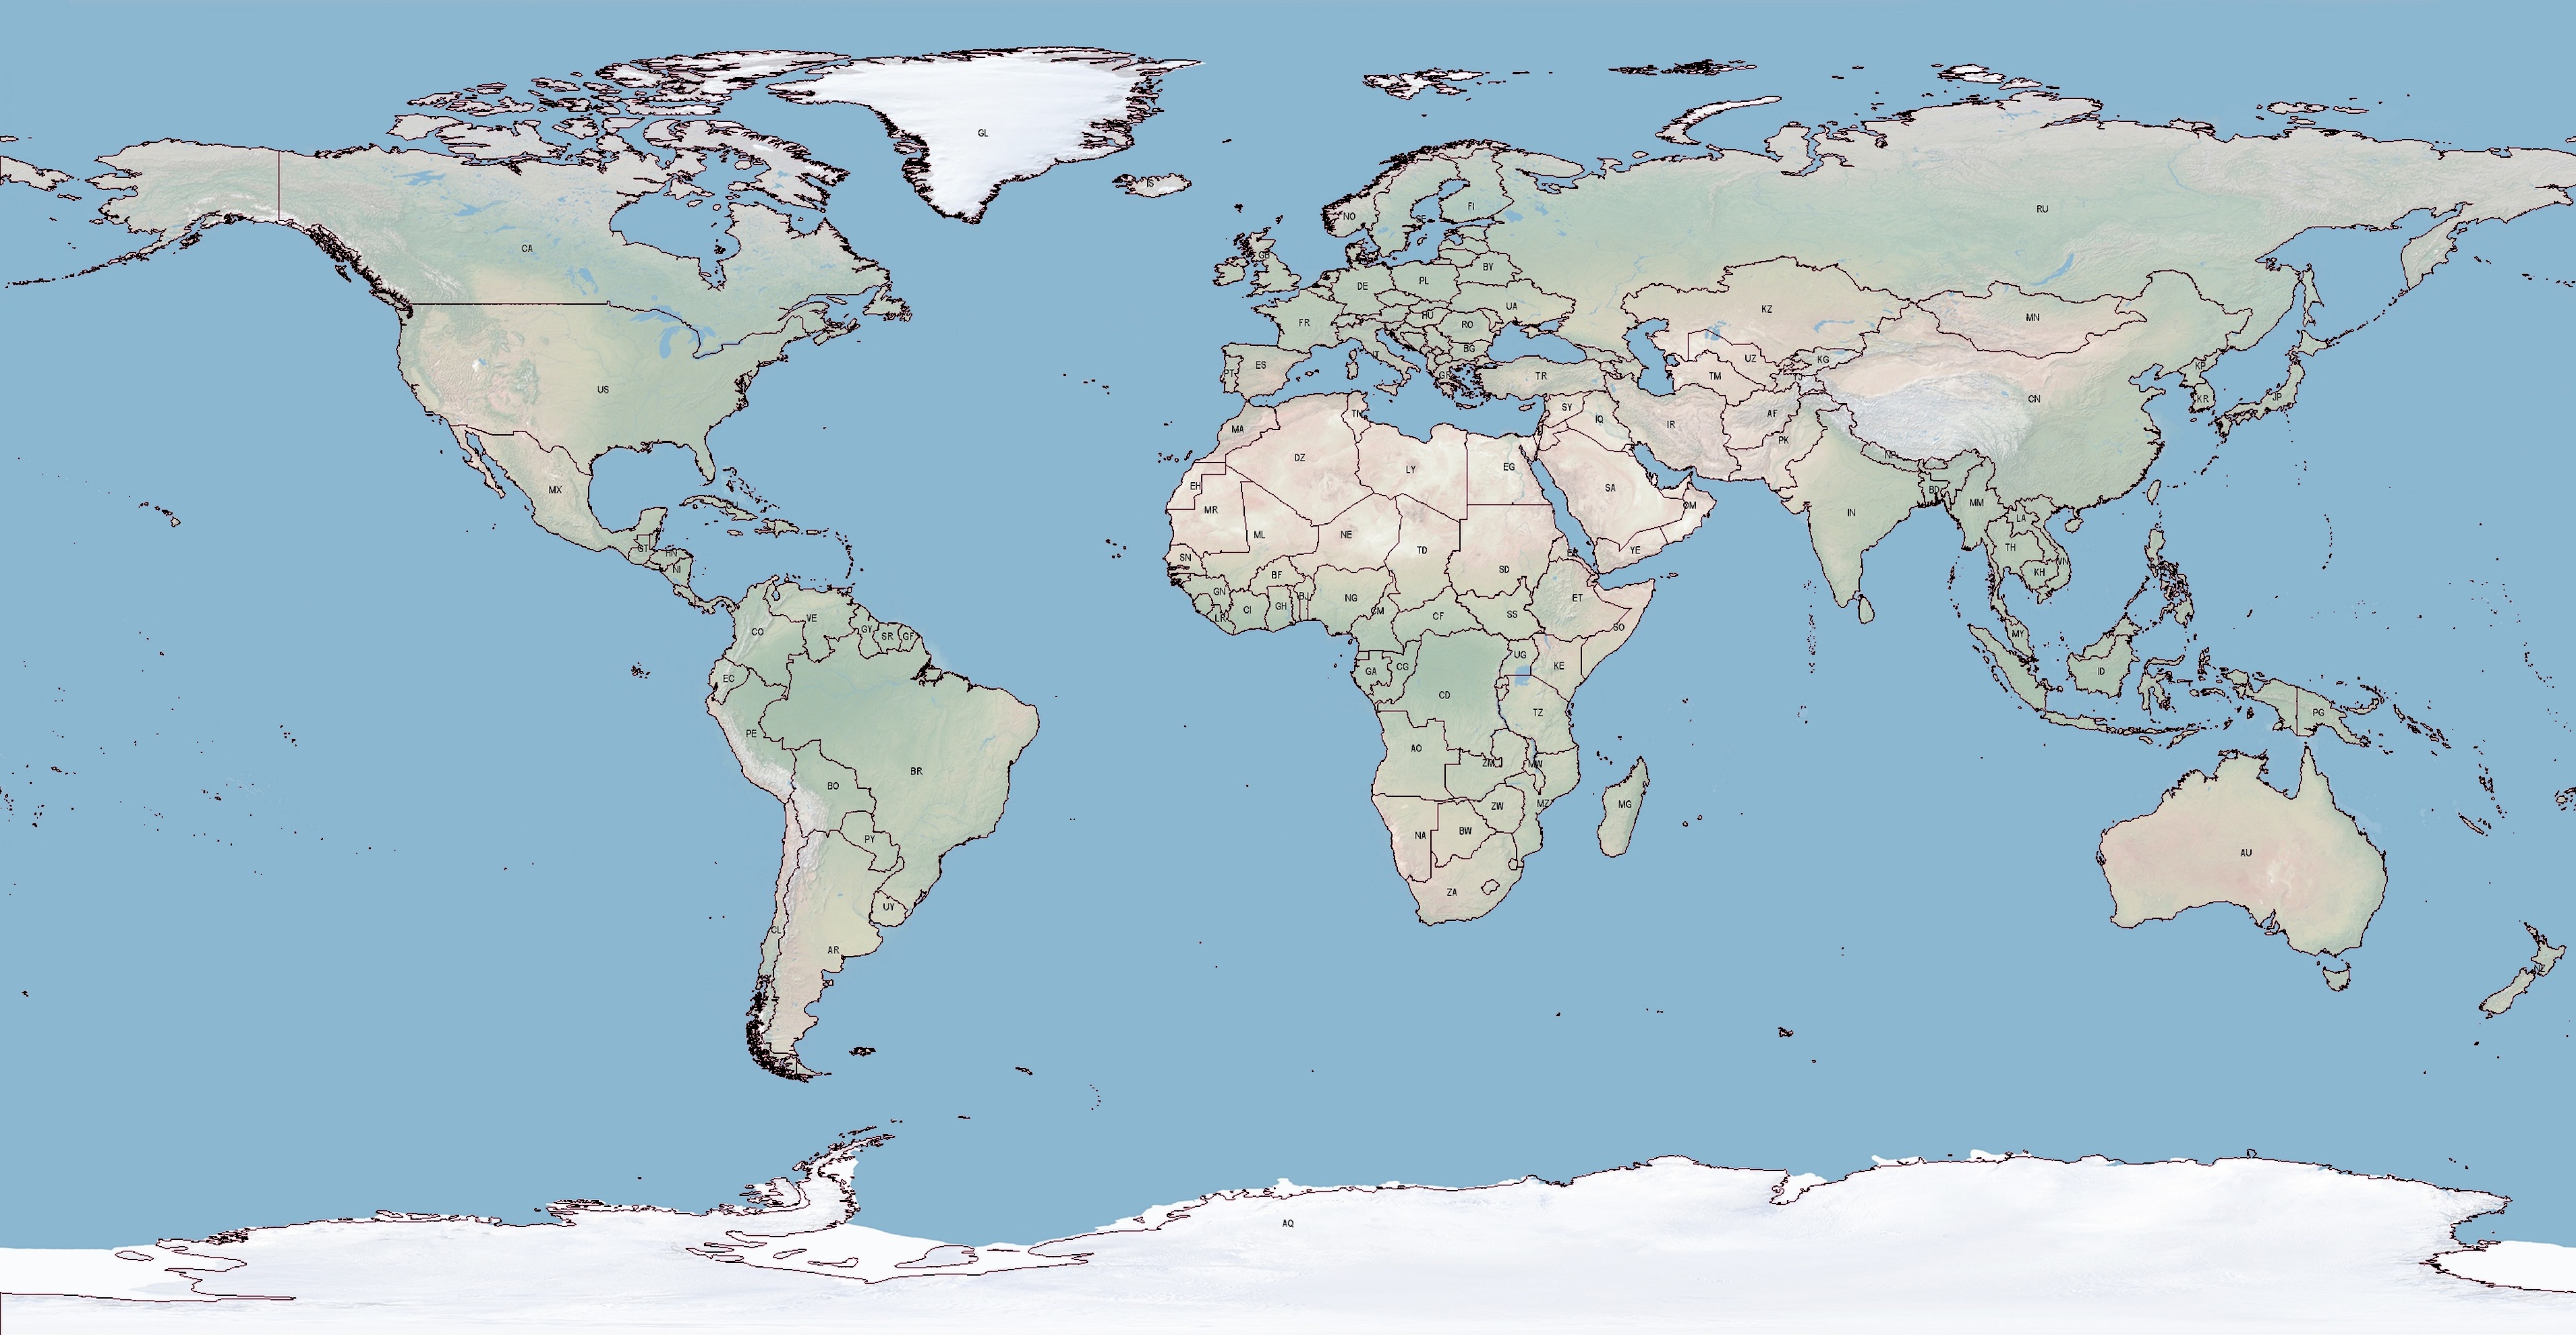 GL
IS
NO
SE
FI
RU
CA
GB
BY
PL
DE
UA
FR
HU
RO
KZ
MN
BG
IT
ES
PT
GR
TR
UZ
KG
TM
TJ
US
KP
KR
JP
CN
SY
IQ
IR
AF
PK
TN
MA
DZ
LY
EG
SA
OM
NP
BD
IN
MM
LA
TH
KH
VN
MX
EH
MR
ML
NE
TD
SD
ER
YE
GT
HN
NI
SN
BF
GN
CI
GH
BJ
NG
LR
CM
CF
SS
ET
SO
VE
CO
GY
SR
GF
MY
ID
PG
EC
GA
CG
UG
KE
CD
TZ
PE
AO
ZM
MW
BR
BO
ZW
MZ
MG
PY
NA
BW
AU
ZA
UY
CL
AR
NZ
AQ